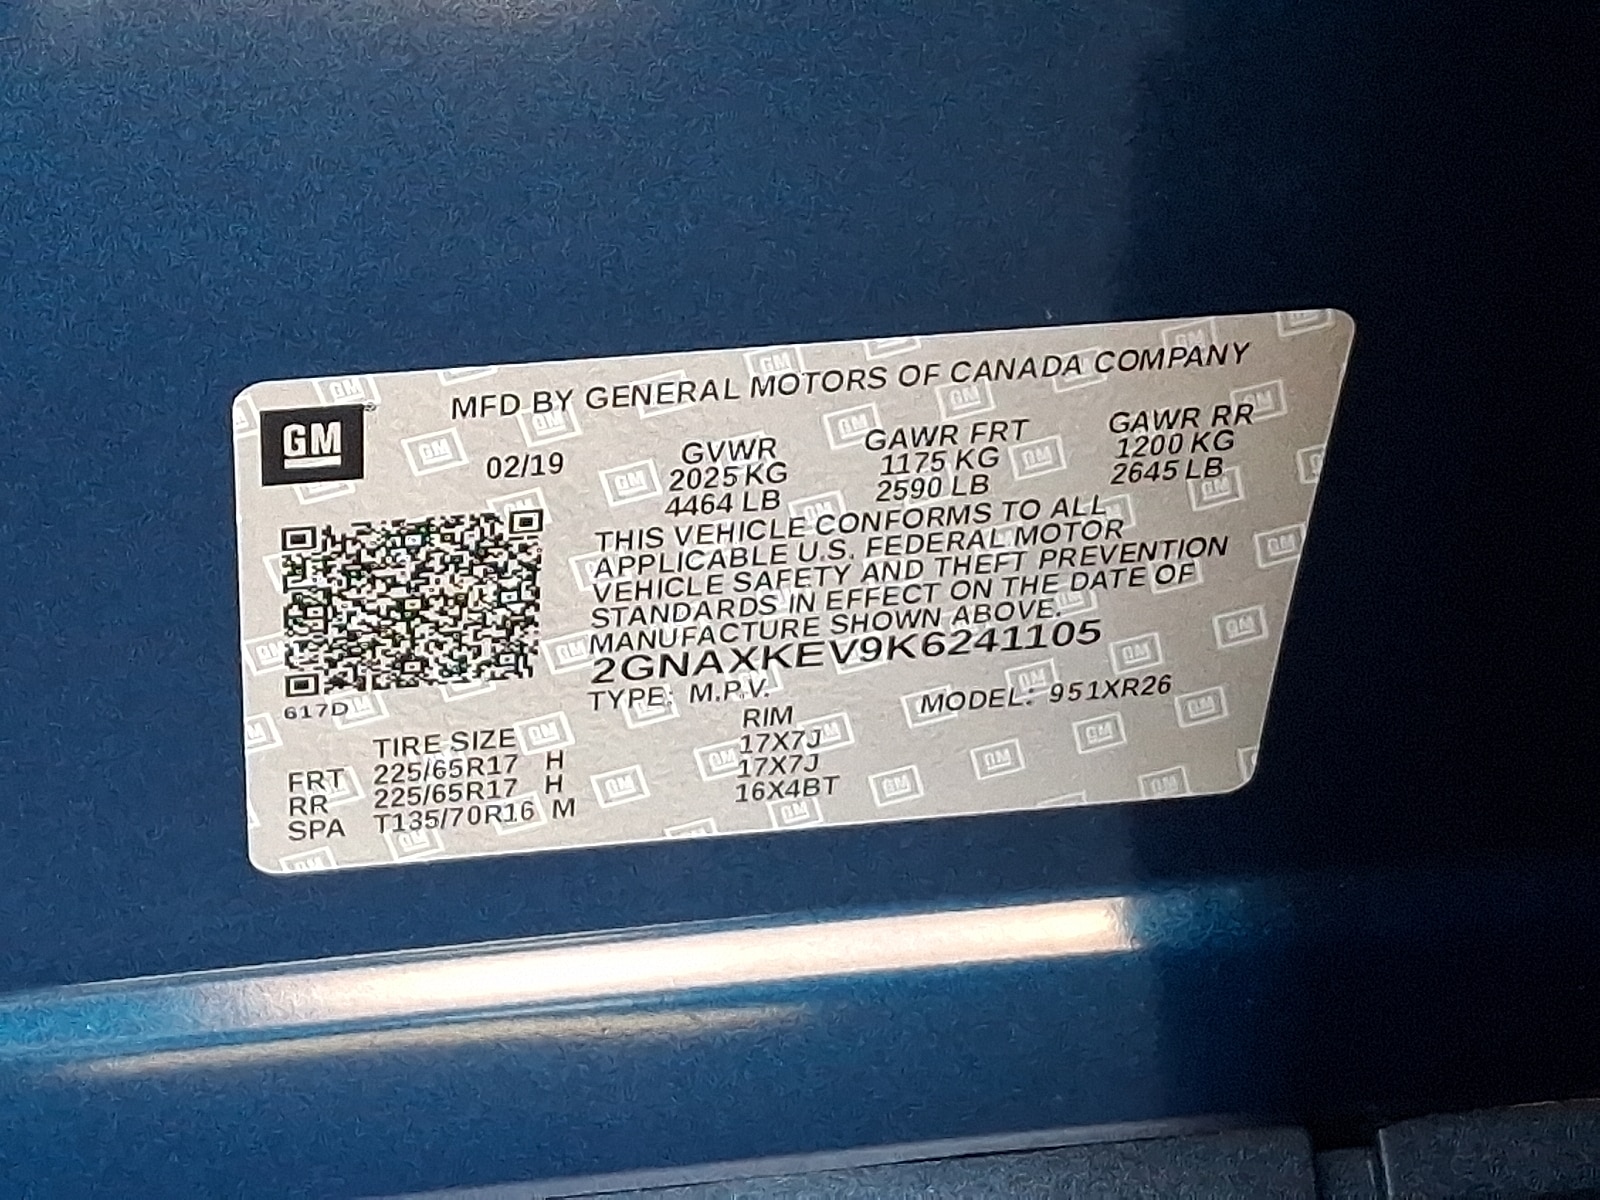 GM
MFD BY GENERAL MOTORS OF CANADA COMPANY
02/19 GVWR GAWR FRT GAWR RR
2025 KG 1175 KG 1200 KG
4464 LB 2590 LB 2645 LB
THIS VEHICLE CONFORMS TO ALL
APPLICABLE U.S. FEDERAL MOTOR
VEHICLE SAFETY AND THEFT PREVENTION
STANDARDS IN EFFECT ON THE DATE OF
MANUFACTURE SHOWN ABOVE.
2GNAXKEV9K6241105
TYPE: M.P.V. MODEL: 951XR26
617D
TIRE SIZE RIM
FRT 225/65R17 H 17X7J
RR 225/65R17 H 17X7J
SPA T135/70R16 M 16X4BT